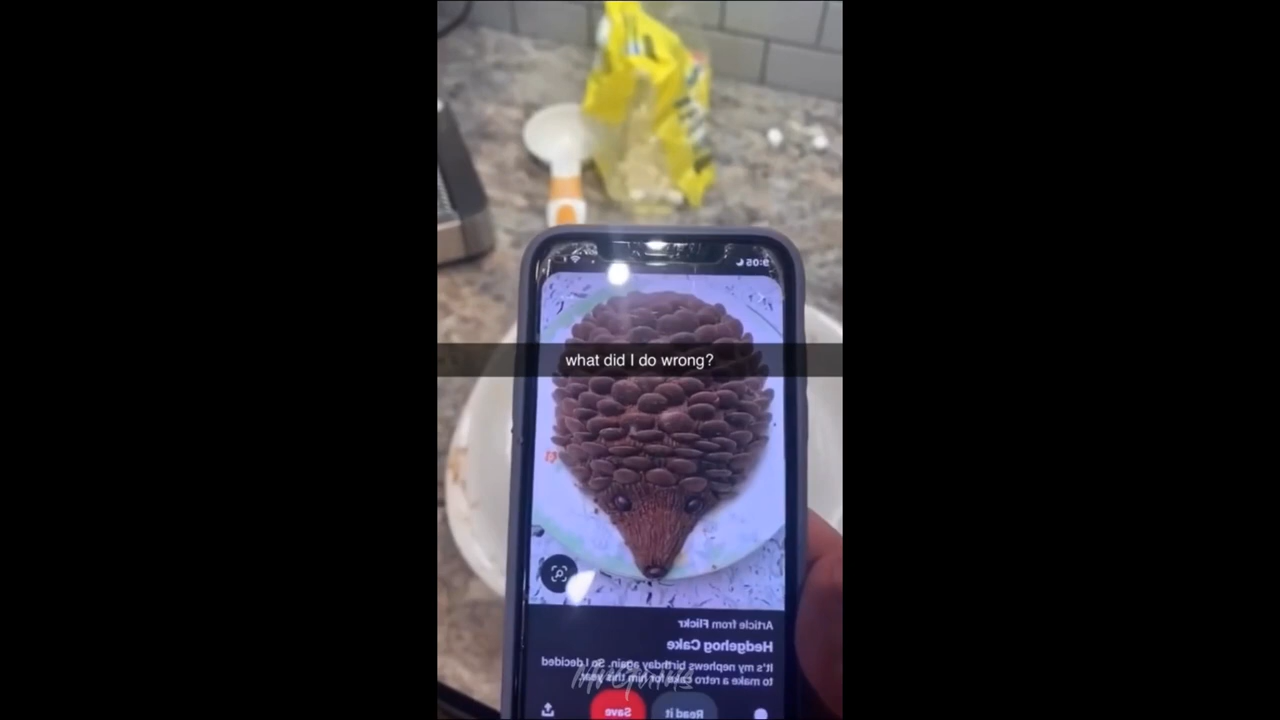 9:05
what did I do wrong?
Article from Flickr
Hedgehog Cake
It's my nephews birthday again. So I decided
to make a retro cake for him this year.
Read it
Save